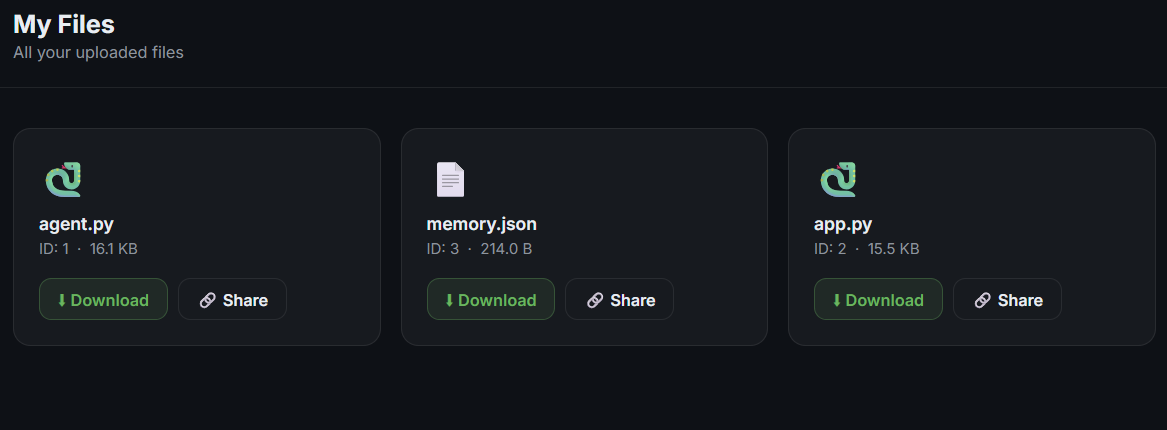 My Files
All your uploaded files
agent.py
ID: 1 · 16.1 KB
⬇ Download
🔗 Share
memory.json
ID: 3 · 214.0 B
⬇ Download
🔗 Share
app.py
ID: 2 · 15.5 KB
⬇ Download
🔗 Share